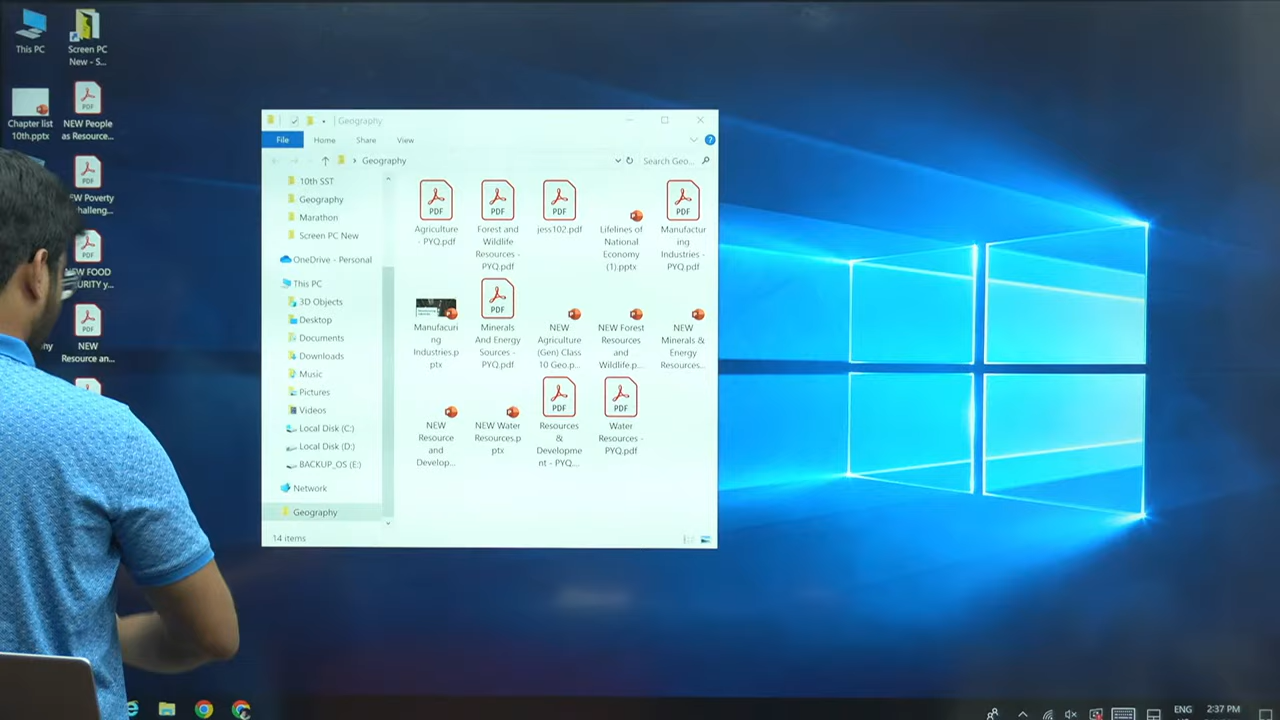 This PC
Screen PC
New - S...
Chapter list
10th.pptx
NEW People
as Resource...
Poverty
halleng...
FOOD
URITY y...
NEW
Resource an...
Geography
File
Home
Share
View
Geography
Search Geo...
10th SST
Geography
Marathon
Screen PC New
OneDrive - Personal
This PC
3D Objects
Desktop
Documents
Downloads
Music
Pictures
Videos
Local Disk (C:)
Local Disk (D:)
BACKUP_OS (E:)
Network
Geography
14 items
PDF
Agriculture
- PYQ.pdf
PDF
Forest and
Wildlife
Resources -
PYQ.pdf
PDF
jess102.pdf
Lifelines of
National
Economy
(1).pptx
PDF
Manufactur
ing
Industries -
PYQ.pdf
Manufacturi
ng
Industries.p
ptx
PDF
Minerals
And Energy
Sources -
PYQ.pdf
NEW
Agriculture
(Gen) Class
10 Geo.p...
NEW Forest
Resources
and
Wildlife.p...
NEW
Minerals &
Energy
Resources...
NEW
Resource
and
Develop...
NEW Water
Resources.p
ptx
PDF
Resources
&
Developme
nt - PYQ...
PDF
Water
Resources -
PYQ.pdf
ENG
2:37 PM